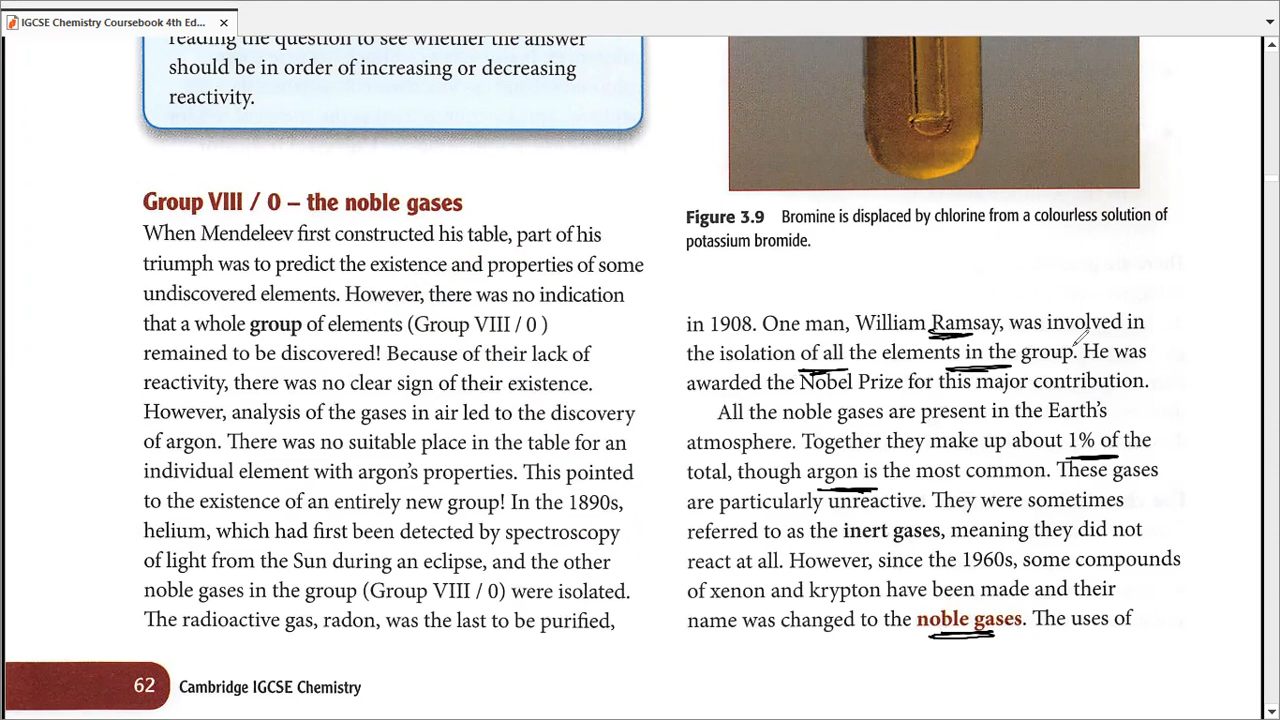 IGCSE Chemistry Coursebook 4th Ed...
reading the question to see whether the answer
should be in order of increasing or decreasing
reactivity.
Group VIII / 0 – the noble gases
When Mendeleev first constructed his table, part of his
triumph was to predict the existence and properties of some
undiscovered elements. However, there was no indication
that a whole group of elements (Group VIII / 0 )
remained to be discovered! Because of their lack of
reactivity, there was no clear sign of their existence.
However, analysis of the gases in air led to the discovery
of argon. There was no suitable place in the table for an
individual element with argon's properties. This pointed
to the existence of an entirely new group! In the 1890s,
helium, which had first been detected by spectroscopy
of light from the Sun during an eclipse, and the other
noble gases in the group (Group VIII / 0) were isolated.
The radioactive gas, radon, was the last to be purified,
Figure 3.9 Bromine is displaced by chlorine from a colourless solution of
potassium bromide.
in 1908. One man, William Ramsay, was involved in
the isolation of all the elements in the group. He was
awarded the Nobel Prize for this major contribution.
All the noble gases are present in the Earth's
atmosphere. Together they make up about 1% of the
total, though argon is the most common. These gases
are particularly unreactive. They were sometimes
referred to as the inert gases, meaning they did not
react at all. However, since the 1960s, some compounds
of xenon and krypton have been made and their
name was changed to the noble gases. The uses of
62 Cambridge IGCSE Chemistry